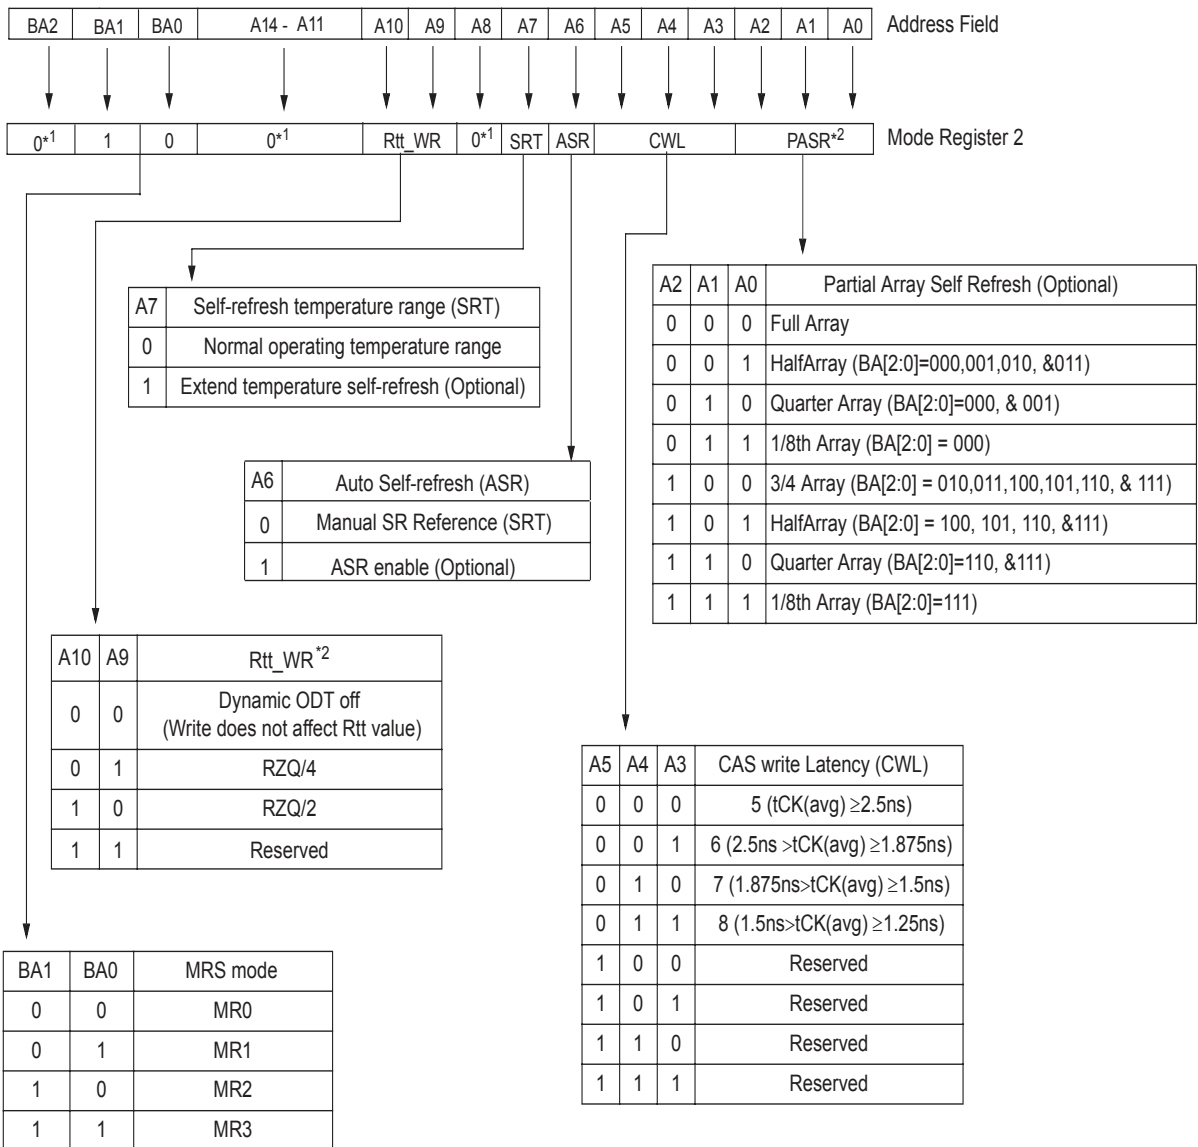 BA2 BA1 BA0 A14 - A11 A10 A9 A8 A7 A6 A5 A4 A3 A2 A1 A0 Address Field
0*1 1 0 0*1 Rtt_WR 0*1 SRT ASR CWL PASR*2 Mode Register 2
A7 Self-refresh temperature range (SRT)
0 Normal operating temperature range
1 Extend temperature self-refresh (Optional)
A2 A1 A0 Partial Array Self Refresh (Optional)
0 0 0 Full Array
0 0 1 HalfArray (BA[2:0]=000,001,010, &011)
0 1 0 Quarter Array (BA[2:0]=000, & 001)
0 1 1 1/8th Array (BA[2:0] = 000)
1 0 0 3/4 Array (BA[2:0] = 010,011,100,101,110, & 111)
1 0 1 HalfArray (BA[2:0] = 100, 101, 110, &111)
1 1 0 Quarter Array (BA[2:0]=110, &111)
1 1 1 1/8th Array (BA[2:0]=111)
A6 Auto Self-refresh (ASR)
0 Manual SR Reference (SRT)
1 ASR enable (Optional)
A10 A9 Rtt_WR*2
0 0 Dynamic ODT off
(Write does not affect Rtt value)
0 1 RZQ/4
1 0 RZQ/2
1 1 Reserved
A5 A4 A3 CAS write Latency (CWL)
0 0 0 5 (tCK(avg) ≥2.5ns)
0 0 1 6 (2.5ns >tCK(avg) ≥1.875ns)
0 1 0 7 (1.875ns>tCK(avg) ≥1.5ns)
0 1 1 8 (1.5ns>tCK(avg) ≥1.25ns)
1 0 0 Reserved
1 0 1 Reserved
1 1 0 Reserved
1 1 1 Reserved
BA1 BA0 MRS mode
0 0 MR0
0 1 MR1
1 0 MR2
1 1 MR3